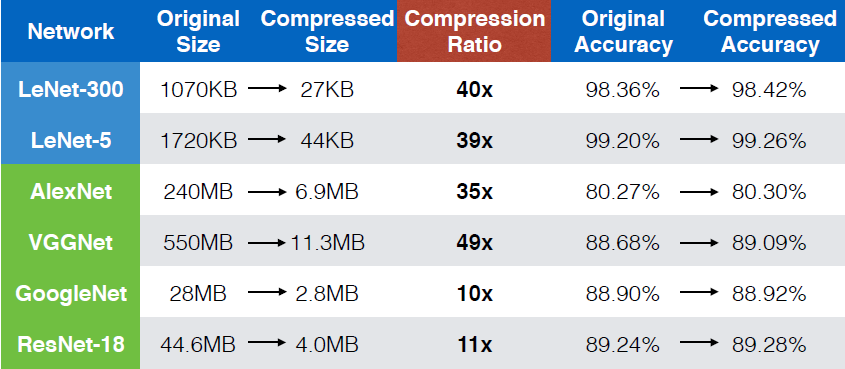 Network Original Size Compressed Size Compression Ratio Original Accuracy Compressed Accuracy
LeNet-300 1070KB → 27KB 40x 98.36% → 98.42%
LeNet-5 1720KB → 44KB 39x 99.20% → 99.26%
AlexNet 240MB → 6.9MB 35x 80.27% → 80.30%
VGGNet 550MB → 11.3MB 49x 88.68% → 89.09%
GoogleNet 28MB → 2.8MB 10x 88.90% → 88.92%
ResNet-18 44.6MB → 4.0MB 11x 89.24% → 89.28%